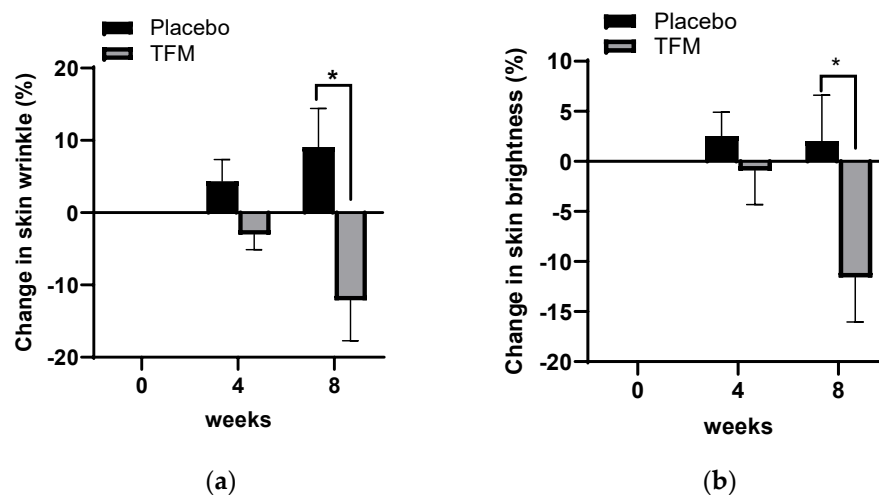 Placebo
TFM
Change in skin wrinkle (%)
20
10
0
-10
-20
*
0 4 8
weeks
(a)
Placebo
TFM
Change in skin brightness (%)
10
5
0
-5
-10
-15
-20
*
0 4 8
weeks
(b)